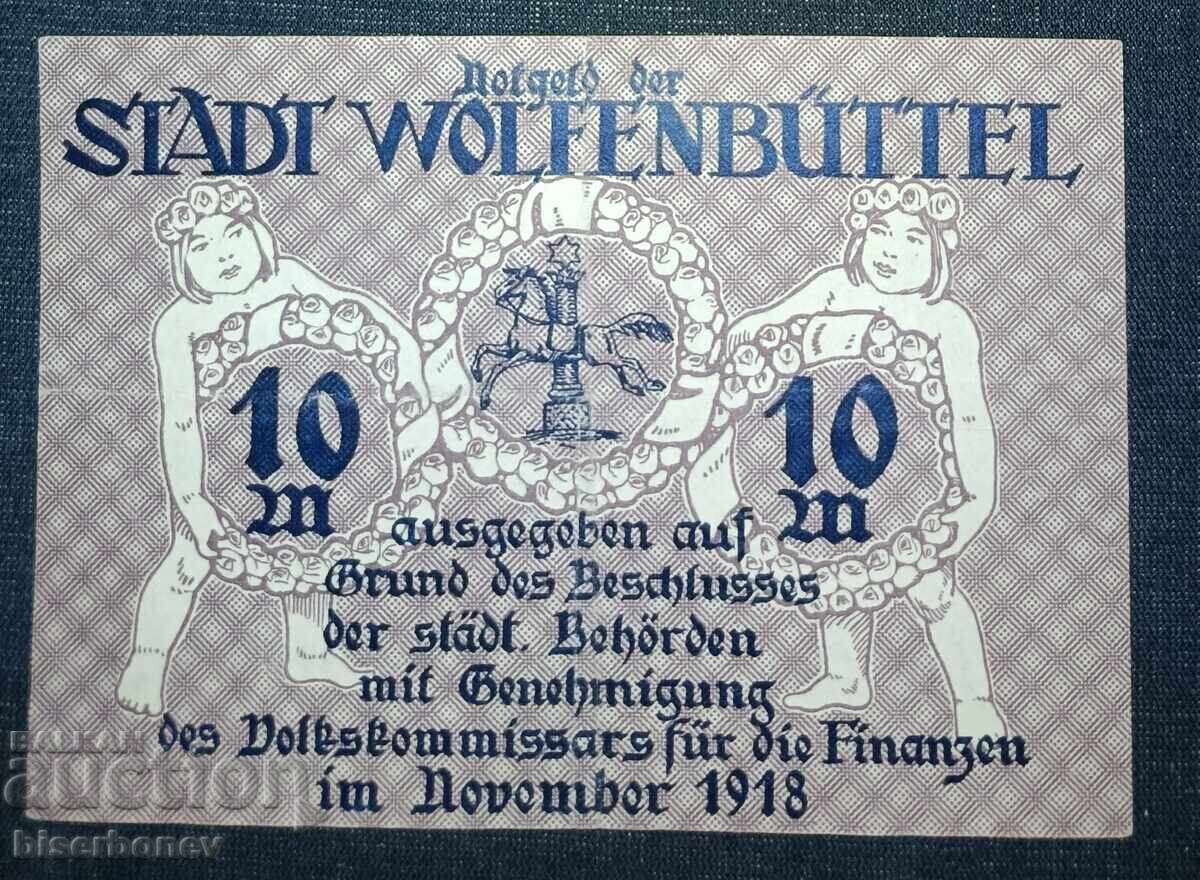 Notgeld der
STADT WOLFENBÜTTEL
10 10
M M
ausgegeben auf
Grund des Beschlusses
der städt. Behörden
mit Genehmigung
des Volkskommissars für die Finanzen
im November 1918
BALKAN
auction
biserbonev